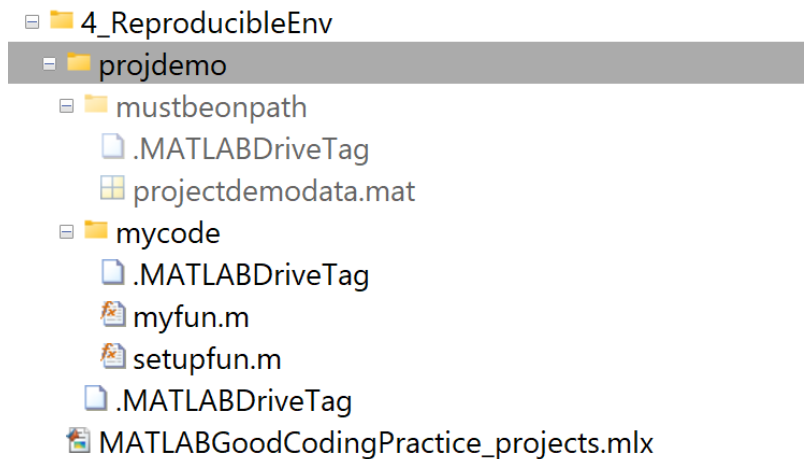 4_ReproducibleEnv
projdemo
mustbeonpath
.MATLABDriveTag
projectdemodata.mat
mycode
.MATLABDriveTag
myfun.m
setupfun.m
.MATLABDriveTag
MATLABGoodCodingPractice_projects.mlx